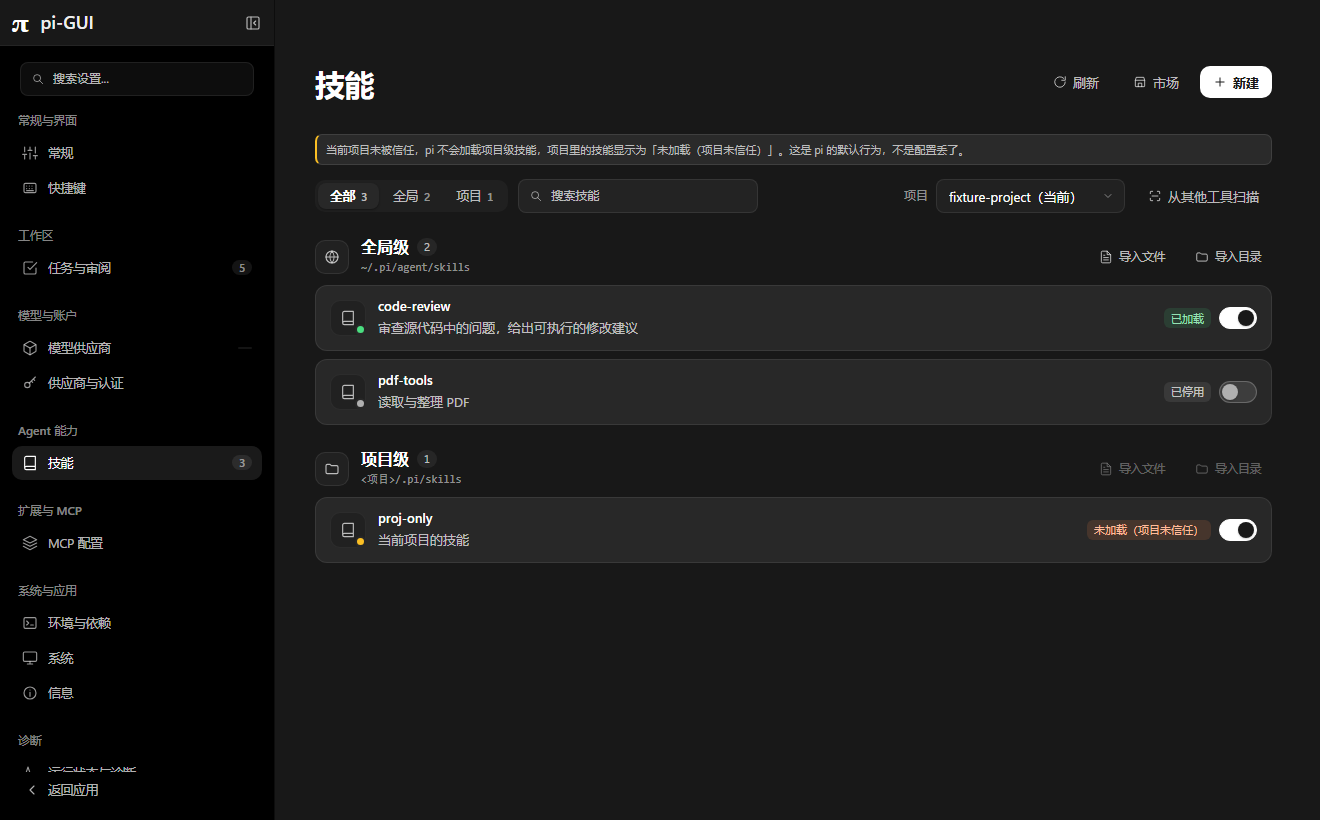 π pi-GUI
搜索设置...
常规与界面
常规
快捷键
工作区
任务与审阅 5
模型与账户
模型供应商
供应商与认证
Agent 能力
技能 3
扩展与 MCP
MCP 配置
系统与应用
环境与依赖
系统
信息
诊断
运行状态与诊断
返回应用
技能
刷新 市场 新建
当前项目未被信任，pi 不会加载项目级技能，项目里的技能显示为「未加载（项目未信任）」。这是 pi 的默认行为，不是配置丢了。
全部 3 全局 2 项目 1 搜索技能 项目 fixture-project（当前） 从其他工具扫描
全局级 2
~/.pi/agent/skills
导入文件 导入目录
code-review
审查源代码中的问题，给出可执行的修改建议
已加载
pdf-tools
读取与整理 PDF
已停用
项目级 1
<项目>/.pi/skills
导入文件 导入目录
proj-only
当前项目的技能
未加载（项目未信任）